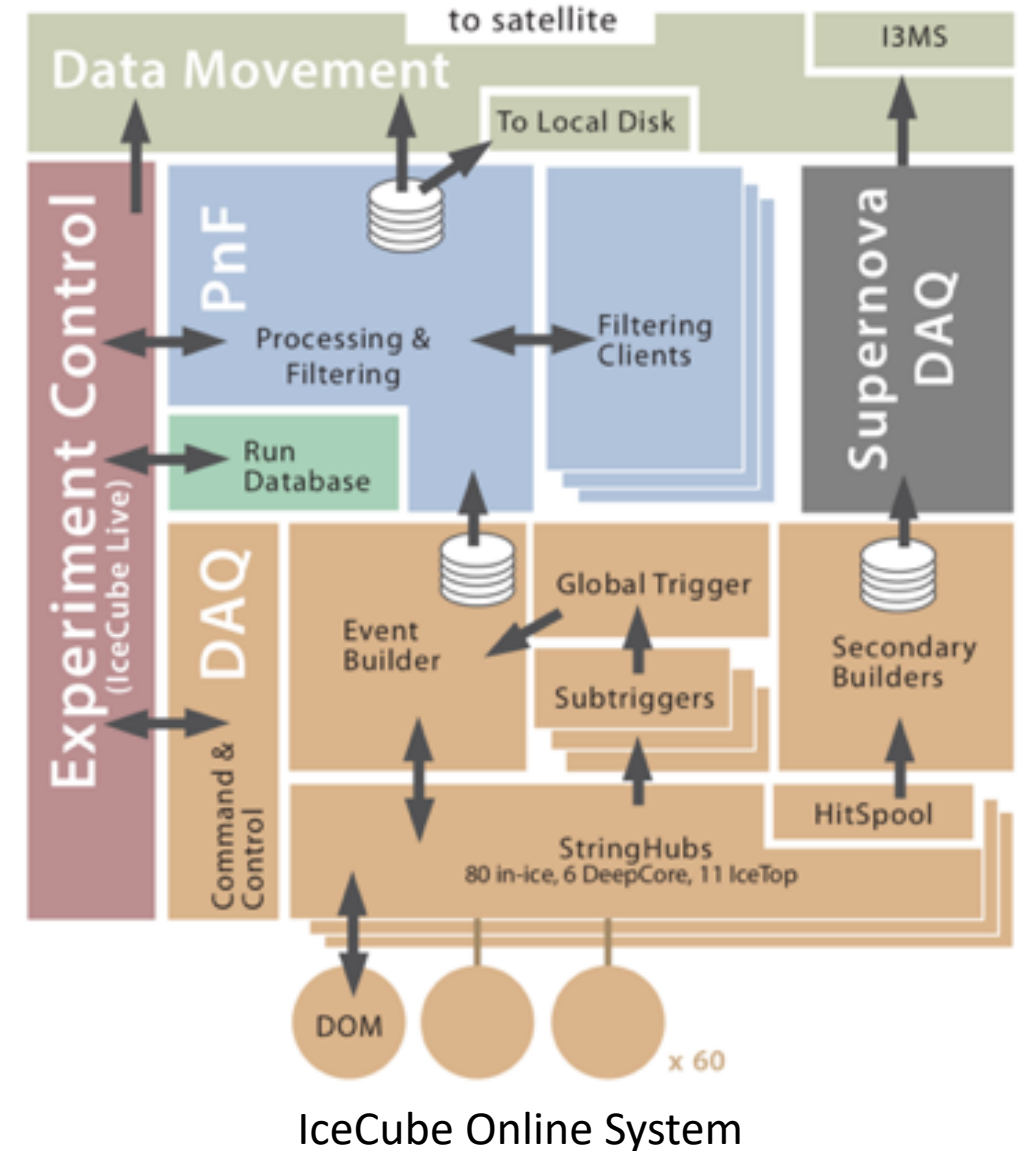 to satellite
I3MS
Data Movement
To Local Disk
Experiment Control
(IceCube Live)
PnF
Processing &
Filtering
Filtering
Clients
Supernova
DAQ
Run
Database
DAQ
Command &
Control
Event
Builder
Global Trigger
Subtriggers
Secondary
Builders
HitSpool
StringHubs
80 in-ice, 6 DeepCore, 11 IceTop
DOM
x 60
IceCube Online System